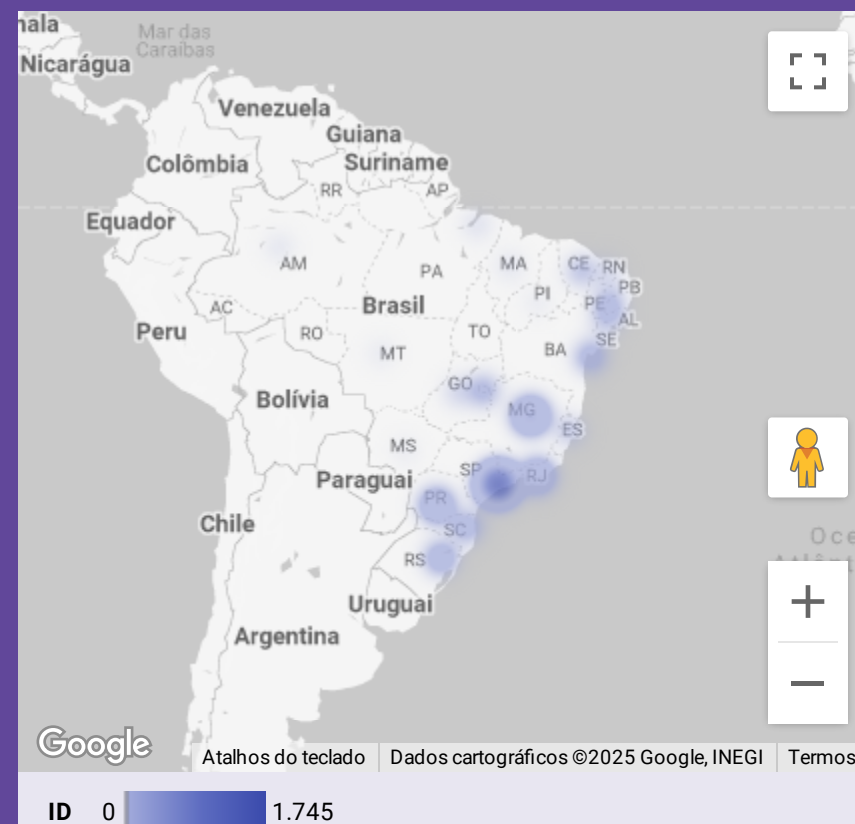 nala
Mar das
Caraíbas
Nicarágua
Venezuela
Guiana
Colômbia
Suriname
RR
AP
Equador
AM
PA
MA
CE
RN
PB
PI
PE
AC
Brasil
AL
Peru
RO
TO
SE
MT
BA
GO
Bolívia
MG
ES
MS
SP
RJ
Paraguai
PR
Chile
SC
Oce
RS
Uruguai
Argentina
Google
Atalhos do teclado
Dados cartográficos ©2025 Google, INEGI
Termos
ID 0 1.745